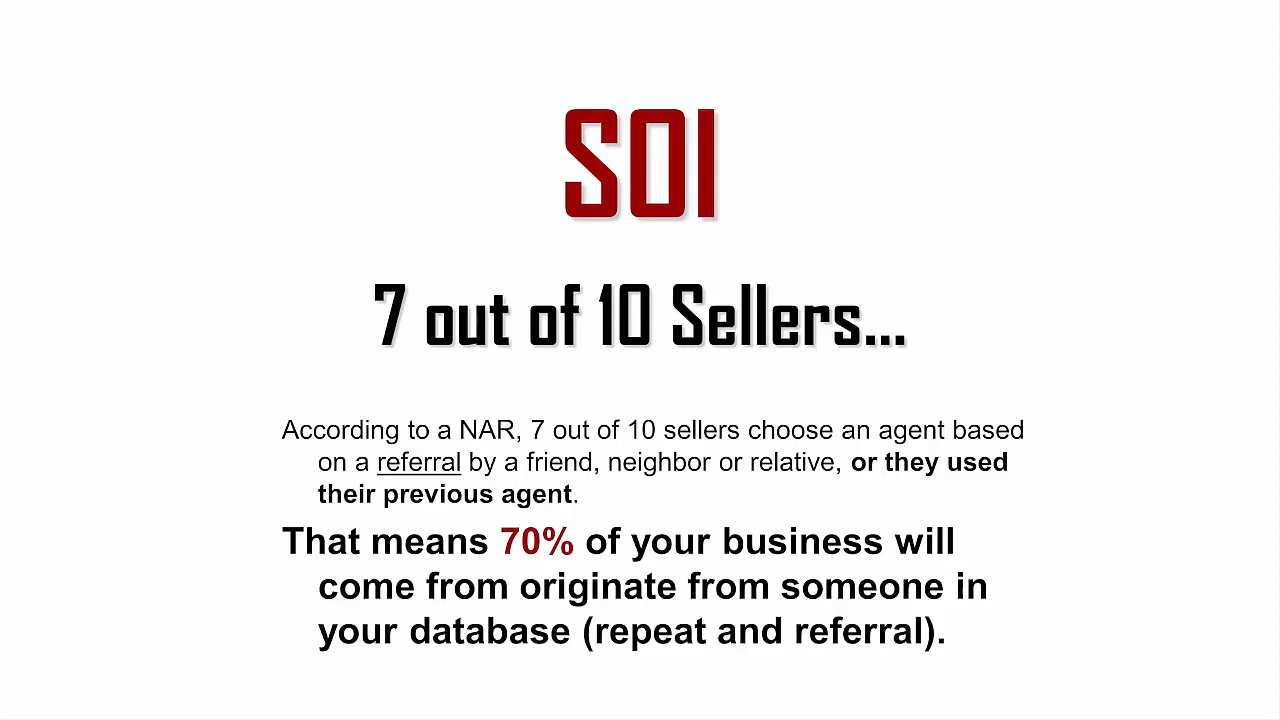 SOI
7 out of 10 Sellers...
According to a NAR, 7 out of 10 sellers choose an agent based
on a referral by a friend, neighbor or relative, or they used
their previous agent.
That means 70% of your business will
come from originate from someone in
your database (repeat and referral).